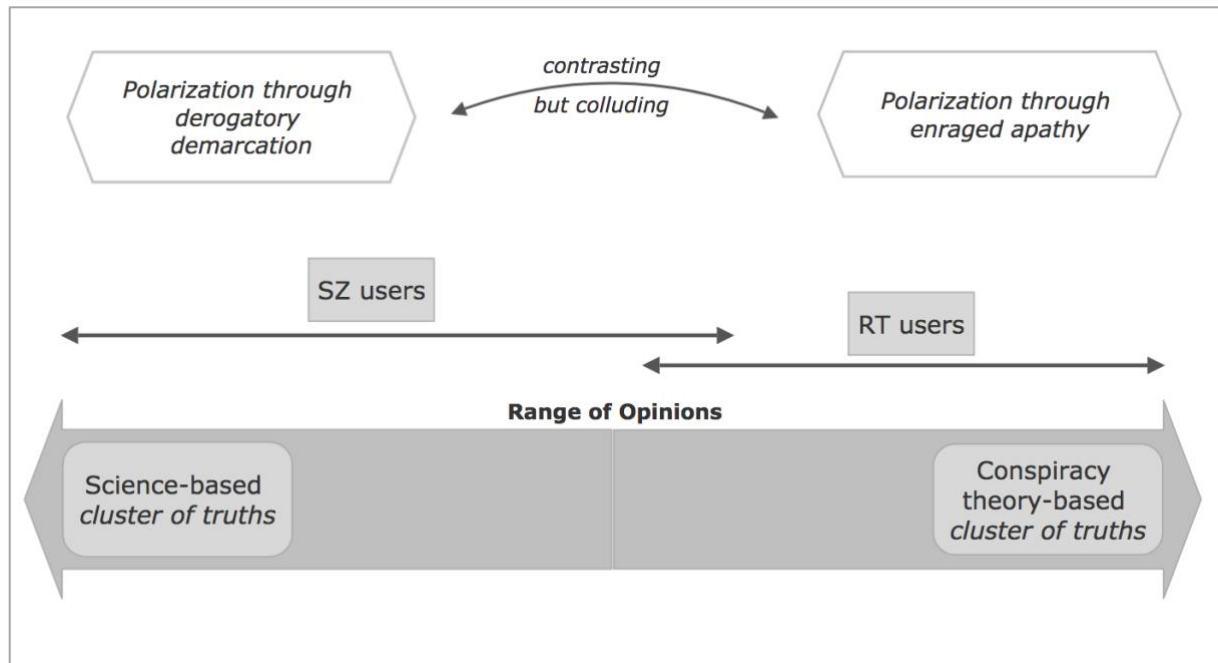 Polarization through
derogatory
demarcation
contrasting
but colluding
Polarization through
enraged apathy
SZ users
RT users
Range of Opinions
Science-based
cluster of truths
Conspiracy
theory-based
cluster of truths